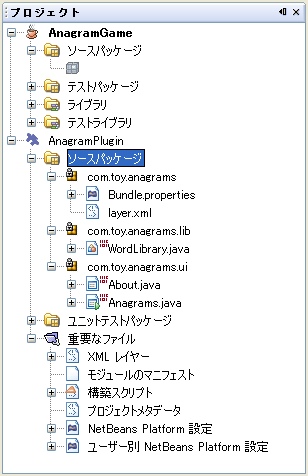 プロジェクト
AnagramGame
ソースパッケージ
テストパッケージ
ライブラリ
テストライブラリ
AnagramPlugin
ソースパッケージ
com.toy.anagrams
Bundle.properties
layer.xml
com.toy.anagrams.lib
WordLibrary.java
com.toy.anagrams.ui
About.java
Anagrams.java
ユニットテストパッケージ
重要なファイル
XML レイヤー
モジュールのマニフェスト
構築スクリプト
プロジェクトメタデータ
NetBeans Platform 設定
ユーザー別 NetBeans Platform 設定